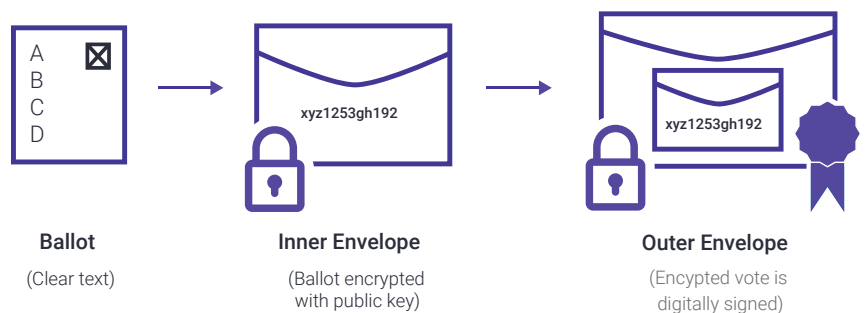 A
B
C
D
xyz1253gh192
xyz1253gh192
Ballot
(Clear text)
Inner Envelope
(Ballot encrypted
with public key)
Outer Envelope
(Encypted vote is
digitally signed)